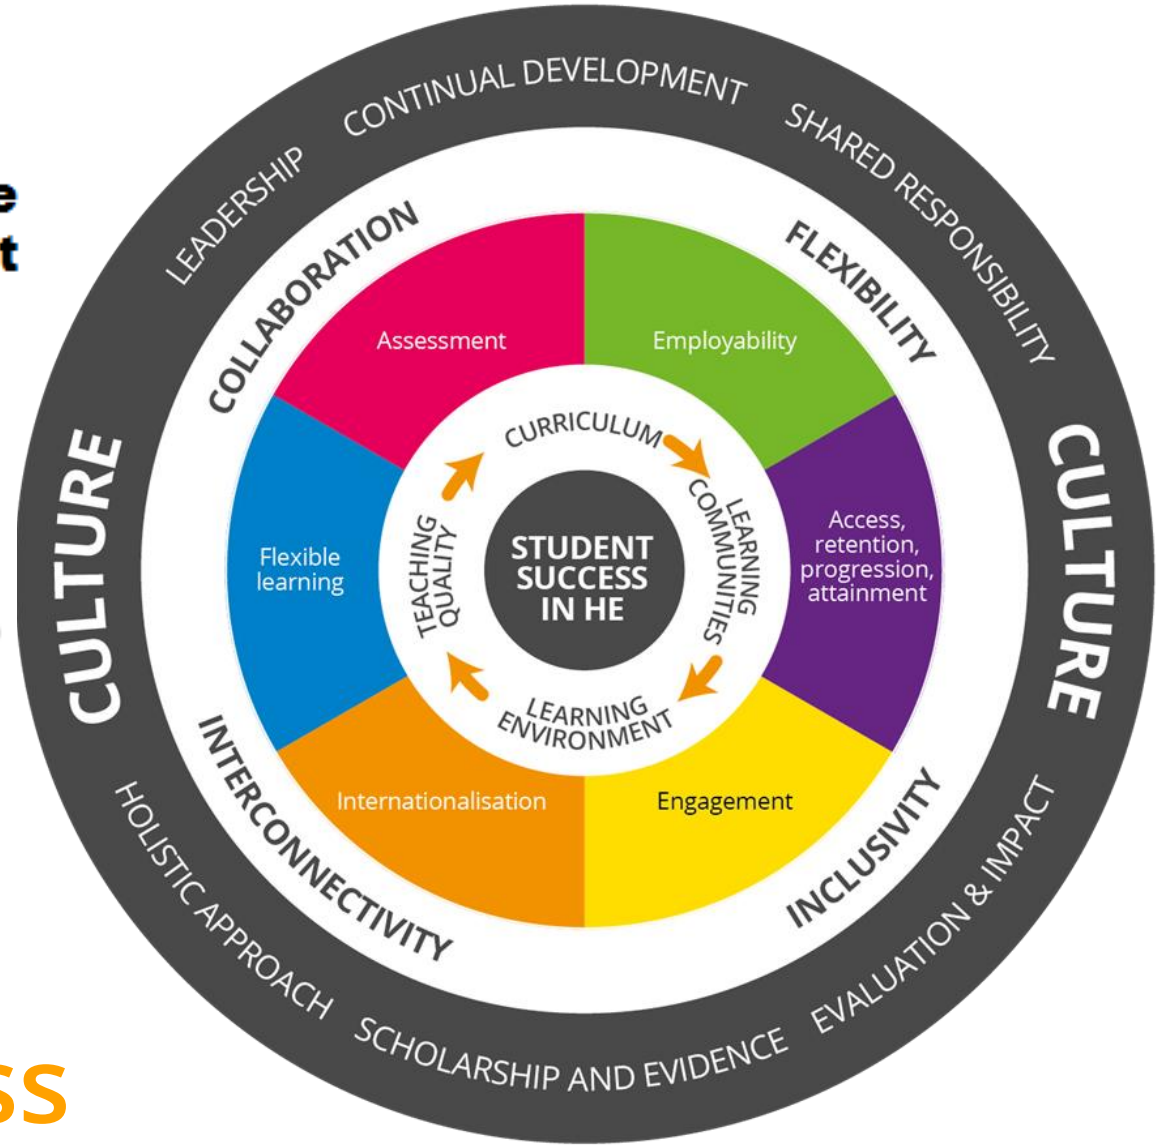 e
t
ss
CONTINUAL DEVELOPMENT
LEADERSHIP
SHARED RESPONSIBILITY
CULTURE
CULTURE
HOLISTIC APPROACH
SCHOLARSHIP AND EVIDENCE
EVALUATION & IMPACT
COLLABORATION
FLEXIBILITY
INTERCONNECTIVITY
INCLUSIVITY
Assessment
Employability
Flexible
learning
Access,
retention,
progression,
attainment
Internationalisation
Engagement
CURRICULUM
LEARNING
COMMUNITIES
LEARNING
ENVIRONMENT
TEACHING
QUALITY
STUDENT
SUCCESS
IN HE